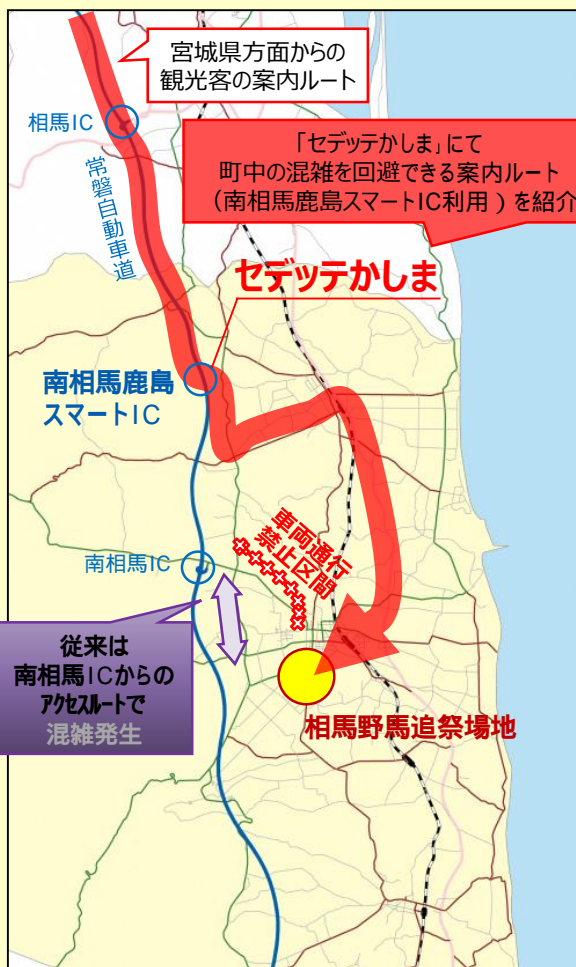 宮城県方面からの
観光客の案内ルート
相馬IC
「セデッテかしま」にて
町中の混雑を回避できる案内ルート
（南相馬鹿島スマートIC利用）を紹介
常磐自動車道
セデッテかしま
南相馬鹿島
スマートIC
車両通行
禁止区間
南相馬IC
従来は
南相馬ICからの
アクセスルートで
混雑発生
相馬野馬追祭場地